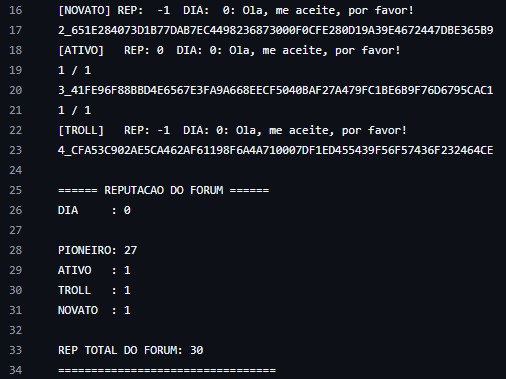 16 [NOVATO] REP: -1 DIA: 0: Ola, me aceite, por favor!
17 2_651E284073D1B77DAB7EC4498236873000F0CFE280D19A39E4672447DBE365B9
18 [ATIVO] REP: 0 DIA: 0: Ola, me aceite, por favor!
19 1 / 1
20 3_41FE96F88BBD4E6567E3FA9A668EECF5040BAF27A479FC1BE6B9F76D6795CAC1
21 1 / 1
22 [TROLL] REP: -1 DIA: 0: Ola, me aceite, por favor!
23 4_CFA53C902AE5CA462AF61198F6A4A710007DF1ED455439F56F57436F232464CE
24
25 ====== REPUTACAO DO FORUM ======
26 DIA : 0
27
28 PIONEIRO: 27
29 ATIVO : 1
30 TROLL : 1
31 NOVATO : 1
32
33 REP TOTAL DO FORUM: 30
34 =================================